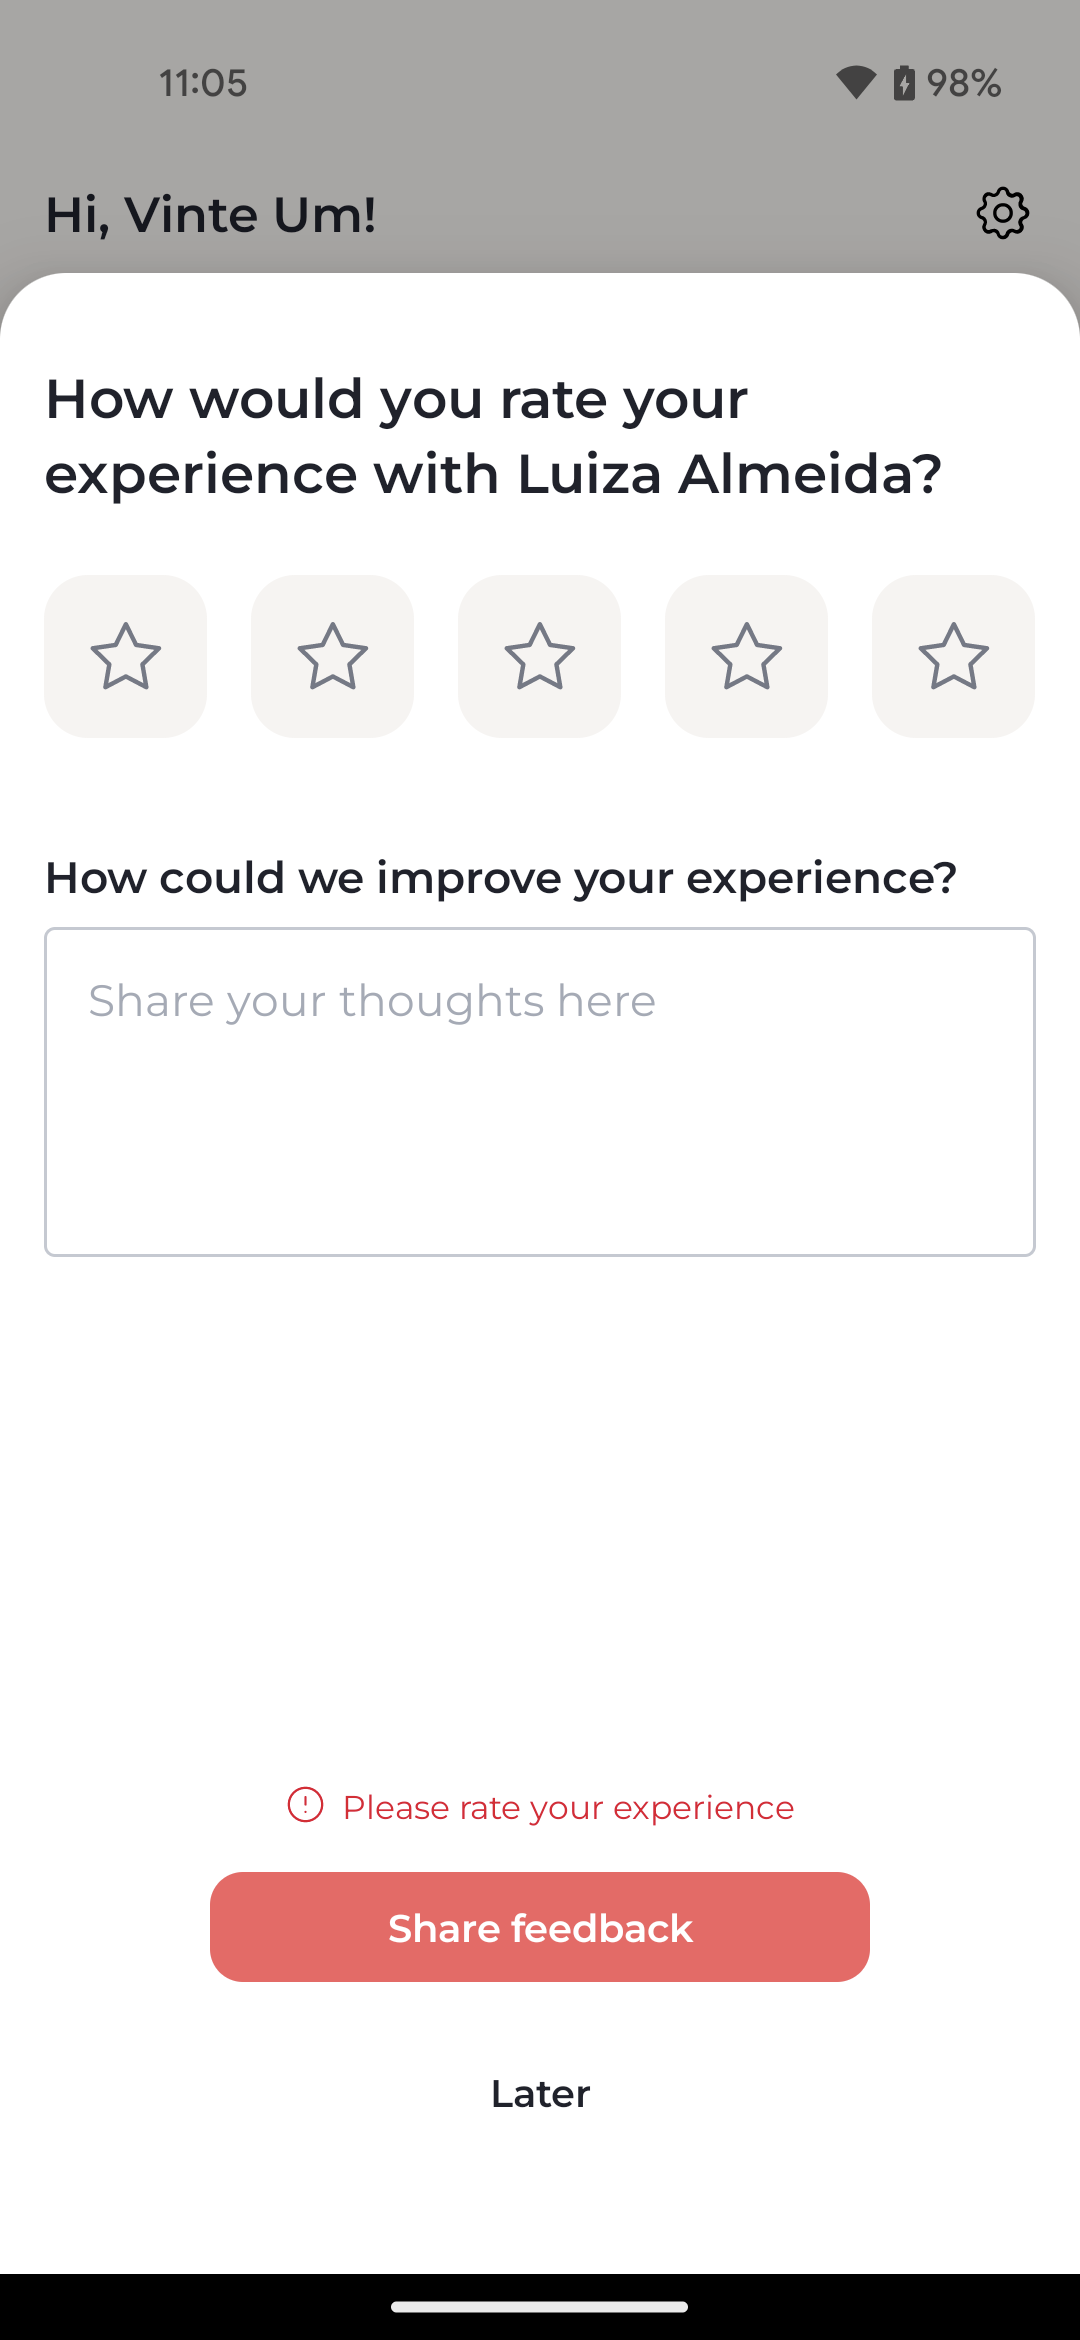 11:05
98%
Hi, Vinte Um!
How would you rate your
experience with Luiza Almeida?
How could we improve your experience?
Share your thoughts here
Please rate your experience
Share feedback
Later